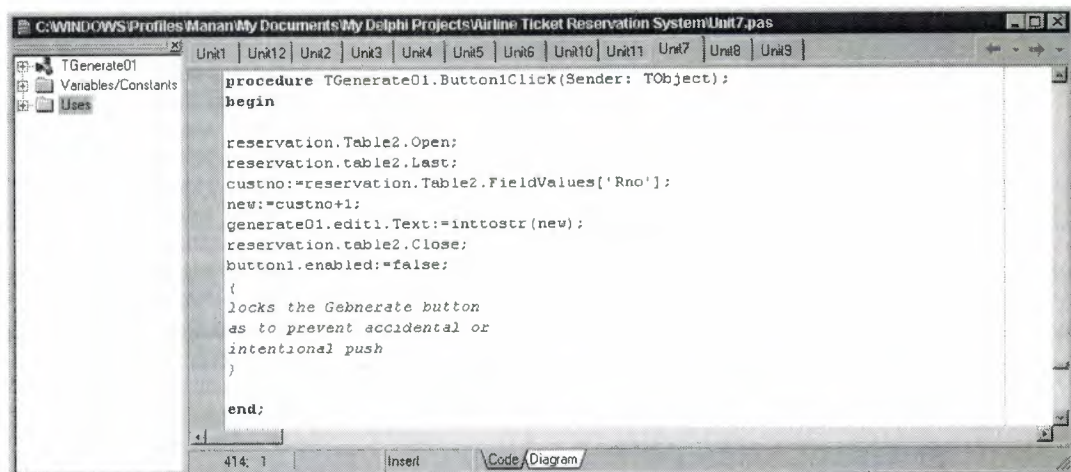 C:\WINDOWS\Profiles\Manan\My Documents\My Delphi Projects\Airline Ticket Reservation System\Unit7.pas
Unit1 Unit12 Unit2 Unit3 Unit4 Unit5 Unit6 Unit10 Unit11 Unit7 Unit8 Unit9
TGenerate01
Variables/Constants
Uses
procedure TGenerate01.Button1Click(Sender: TObject);
begin
reservation.Table2.Open;
reservation.table2.Last;
custno:=reservation.Table2.FieldValues['Rno'];
new:=custno+1;
generate01.edit1.Text:=inttostr(new);
reservation.table2.Close;
button1.enabled:=false;
{
locks the Gebnerate button
as to prevent accidental or
intentional push
}
end;
414: 1 Insert Code Diagram